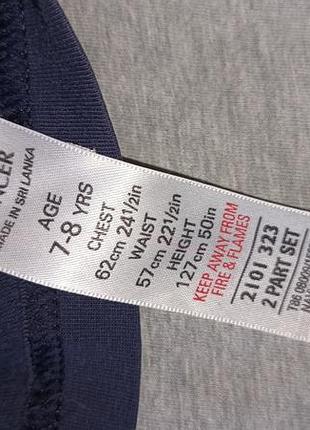 MADE IN SRI LANKA
AGE
7-8 YRS
CHEST
62cm 24½in
WAIST
57cm 22½in
HEIGHT
127cm 50in
KEEP AWAY FROM
FIRE & FLAMES
2101 323
2 PART SET